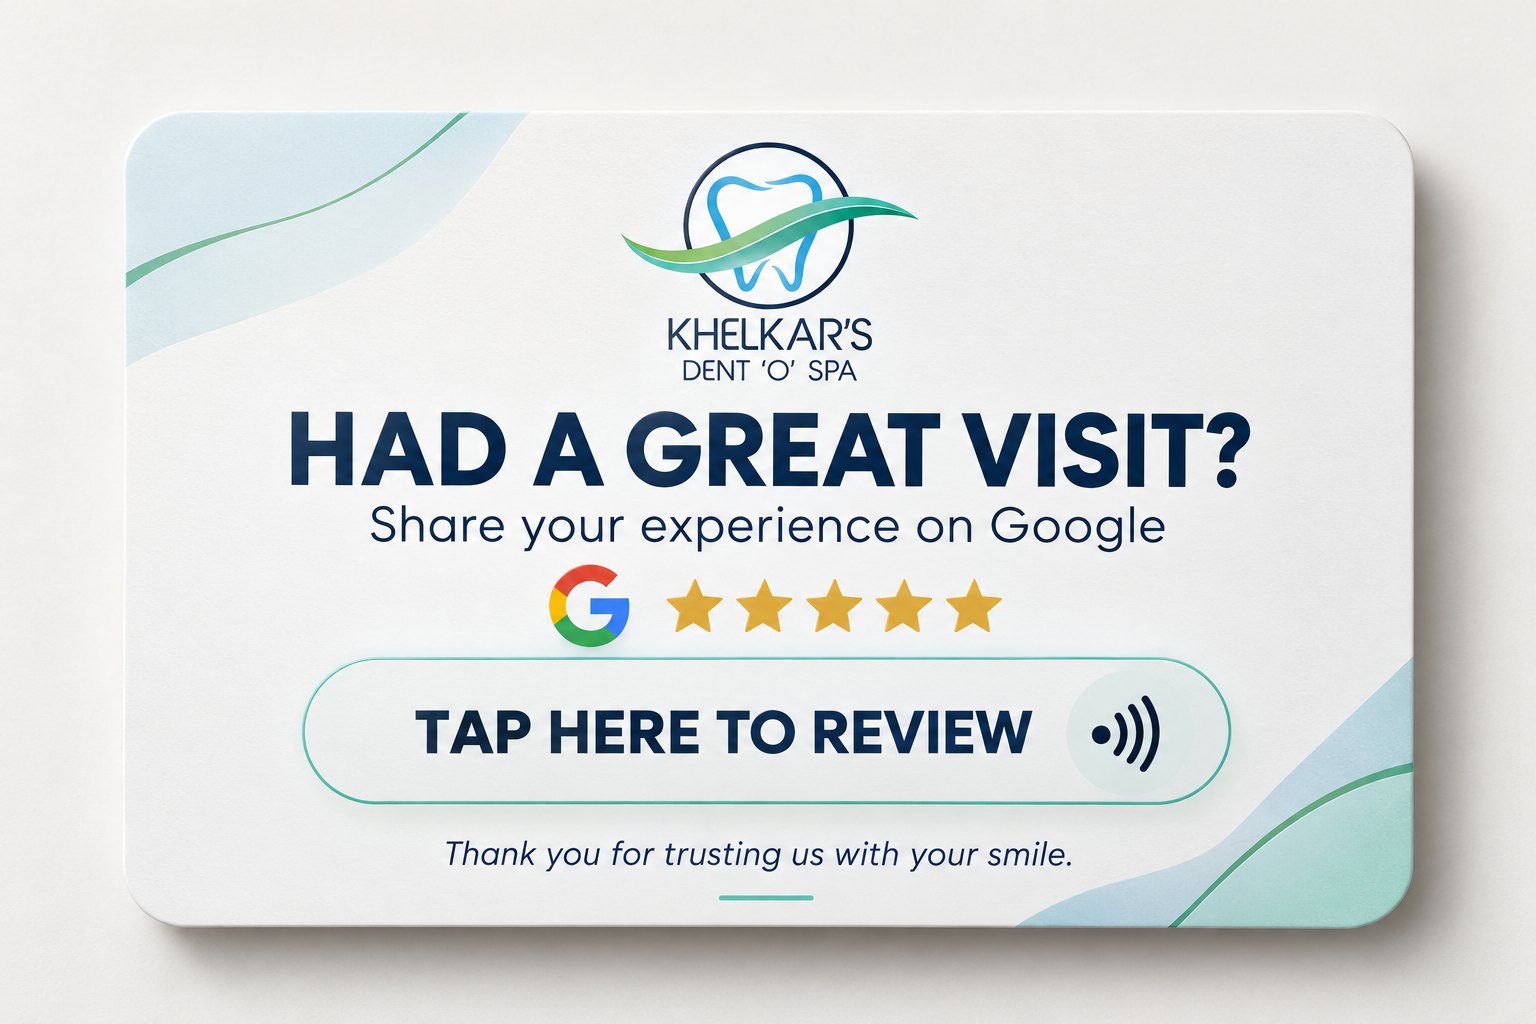 KHELKAR'S
DENT 'O' SPA
HAD A GREAT VISIT?
Share your experience on Google
G
TAP HERE TO REVIEW
Thank you for trusting us with your smile.